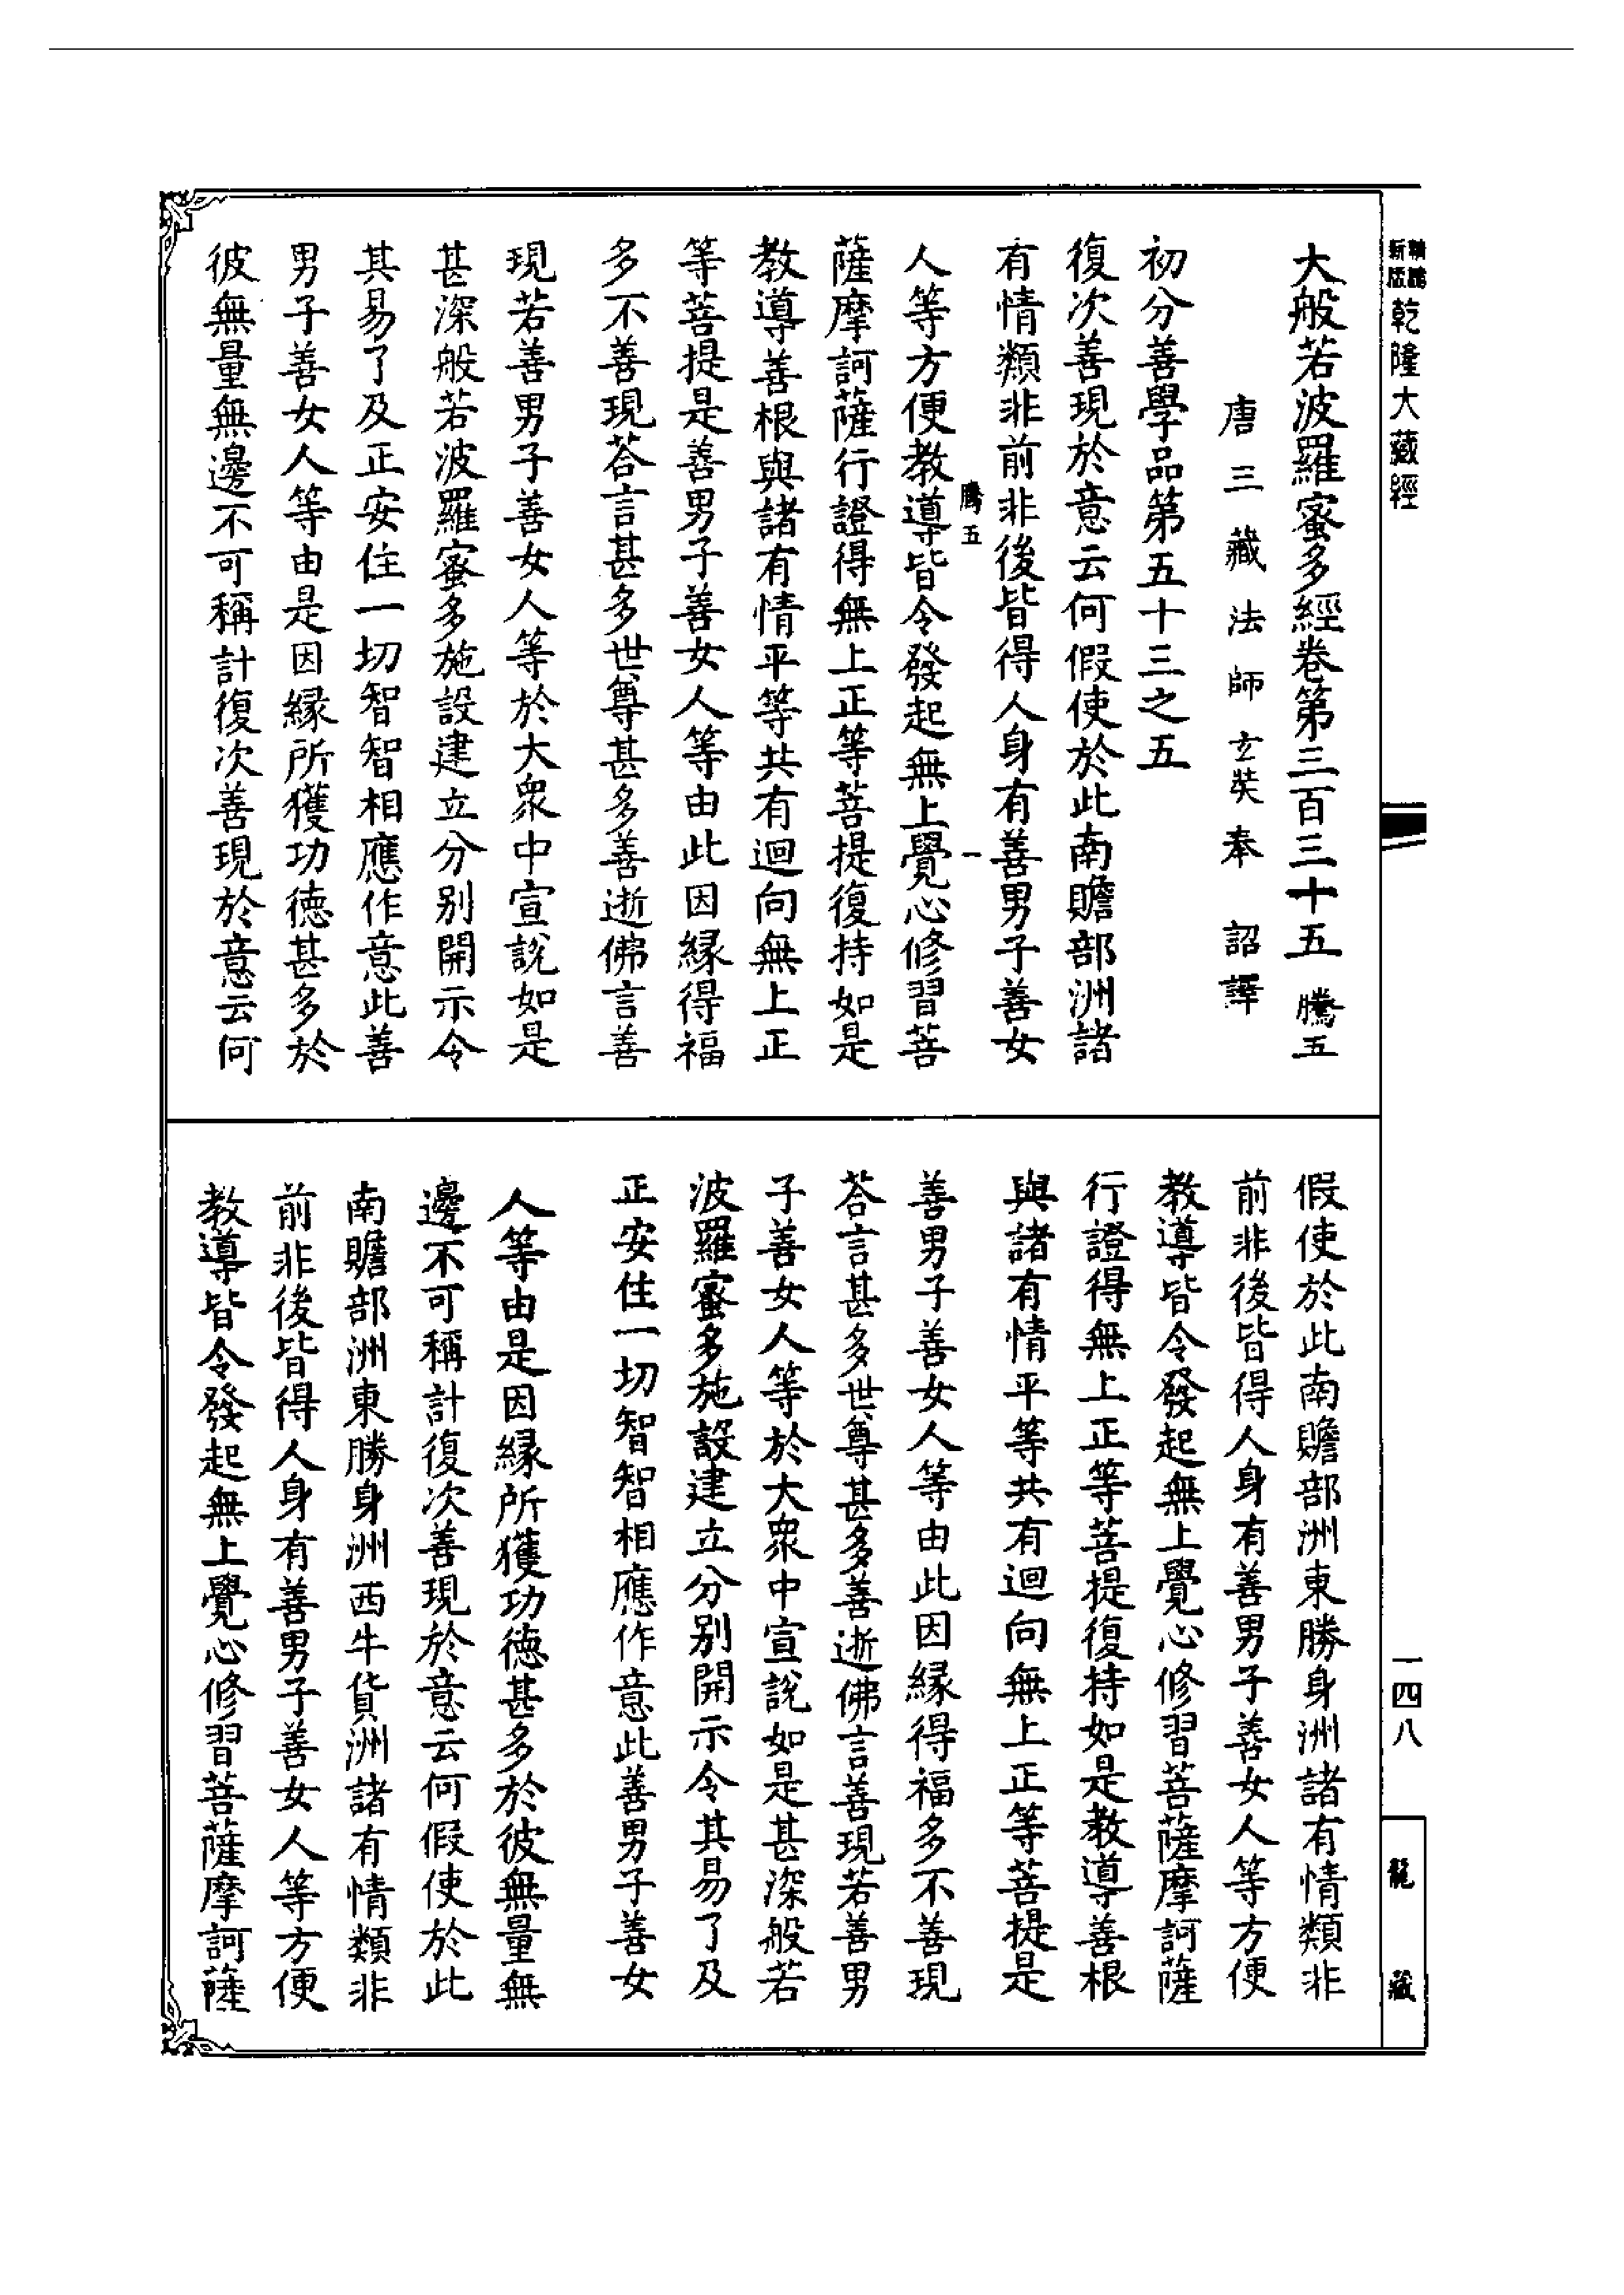 大般若波羅蜜多經卷第三百三十五　騰五
唐三藏法師玄奘奉　詔譯
初分善學品第五十三之五
復次善現於意云何假使於此南贍部洲諸
有情類非前非後皆得人身有善男子善女
騰五　一
人等方便教導皆令發起無上覺心修習菩
薩摩訶薩行證得無上正等菩提復持如是
教導善根與諸有情平等共有迴向無上正
等菩提是善男子善女人等由此因緣得福
多不善現荅言甚多世尊甚多善逝佛言善
現若善男子善女人等於大衆中宣說如是
甚深般若波羅蜜多施設建立分別開示令
其易了及正安住一切智智相應作意此善
男子善女人等由是因緣所獲功德甚多於
彼無量無邊不可稱計復次善現於意云何
假使於此南贍部洲東勝身洲諸有情類非
前非後皆得人身有善男子善女人等方便
教導皆令發起無上覺心修習菩薩摩訶薩
行證得無上正等菩提復持如是教導善根
與諸有情平等共有迴向無上正等菩提是
善男子善女人等由此因緣得福多不善現
荅言甚多世尊甚多善逝佛言善現若善男
子善女人等於大衆中宣說如是甚深般若
波羅蜜多施設建立分別開示令其易了及
正安住一切智智相應作意此善男子善女
人等由是因緣所獲功德甚多於彼無量無
邊不可稱計復次善現於意云何假使於此
南贍部洲東勝身洲西牛貨洲諸有情類非
前非後皆得人身有善男子善女人等方便
教導皆令發起無上覺心修習菩薩摩訶薩
新版
乾隆大藏經
一四八
龍藏